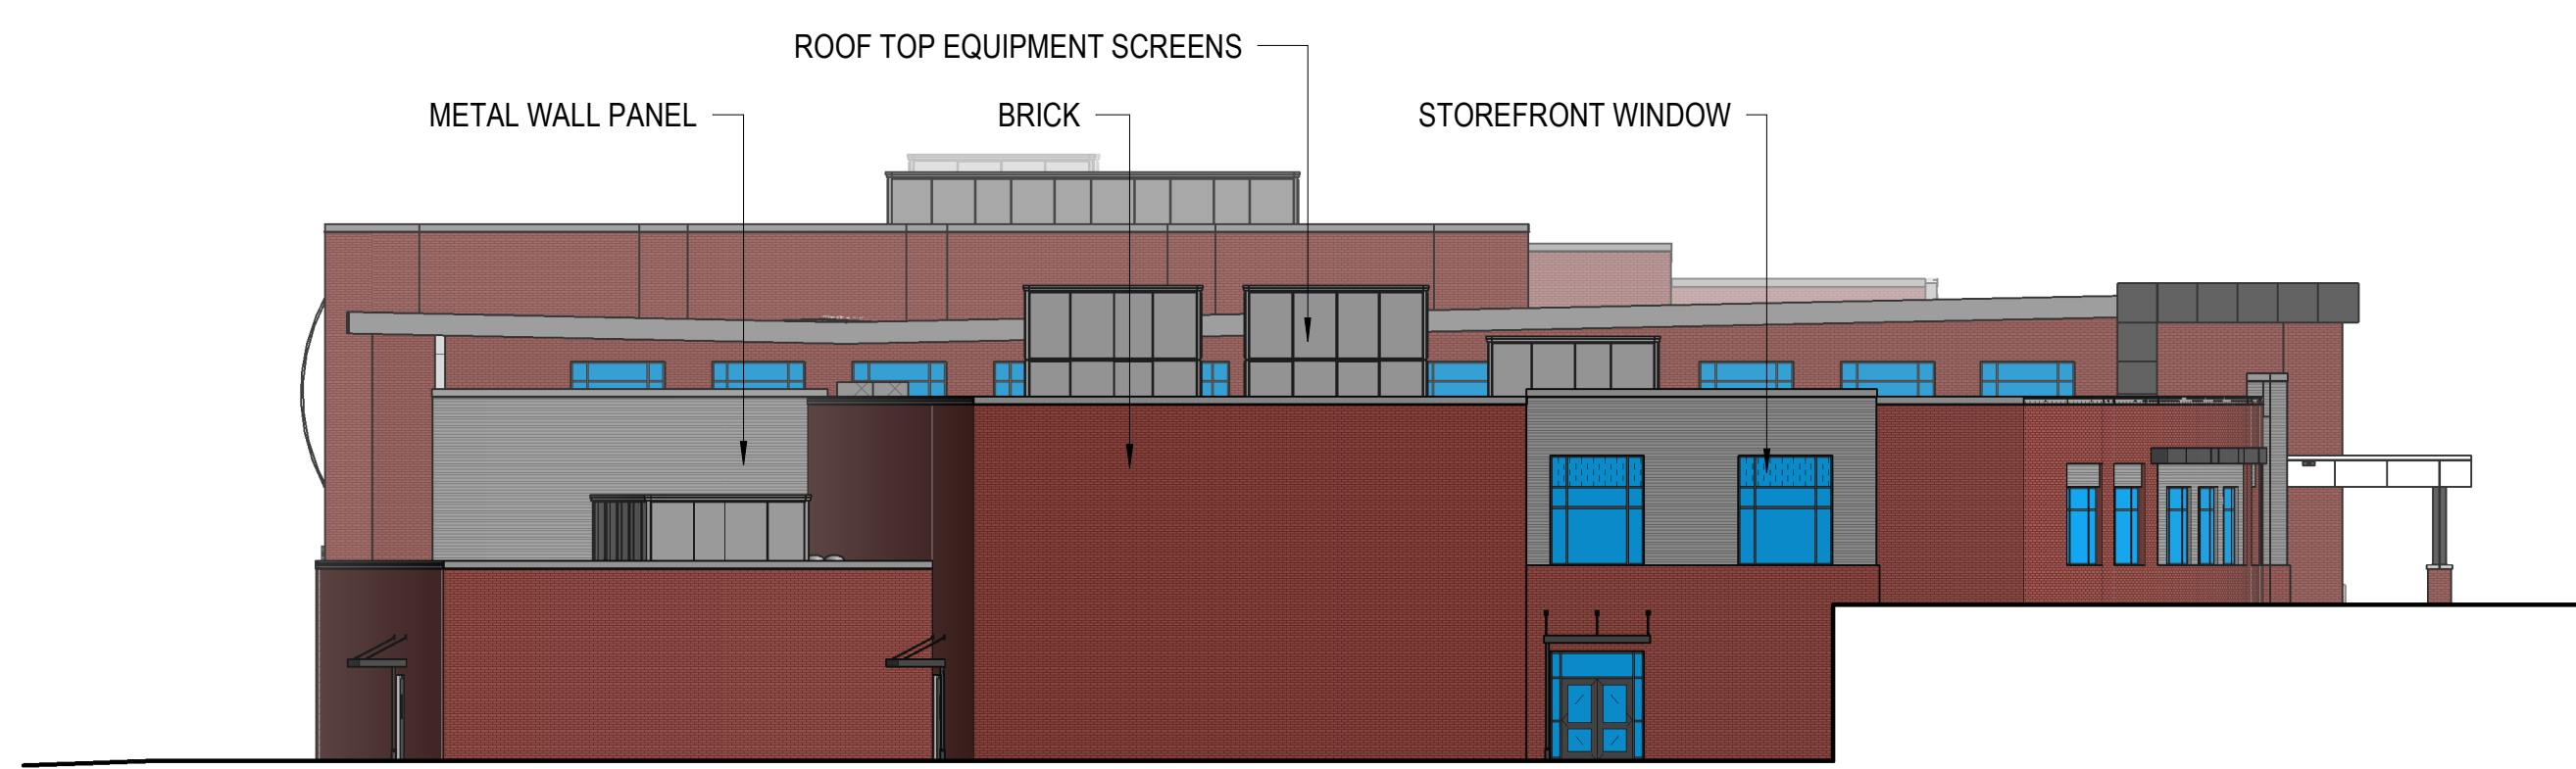 ROOF TOP EQUIPMENT SCREENS
METAL WALL PANEL
BRICK
STOREFRONT WINDOW